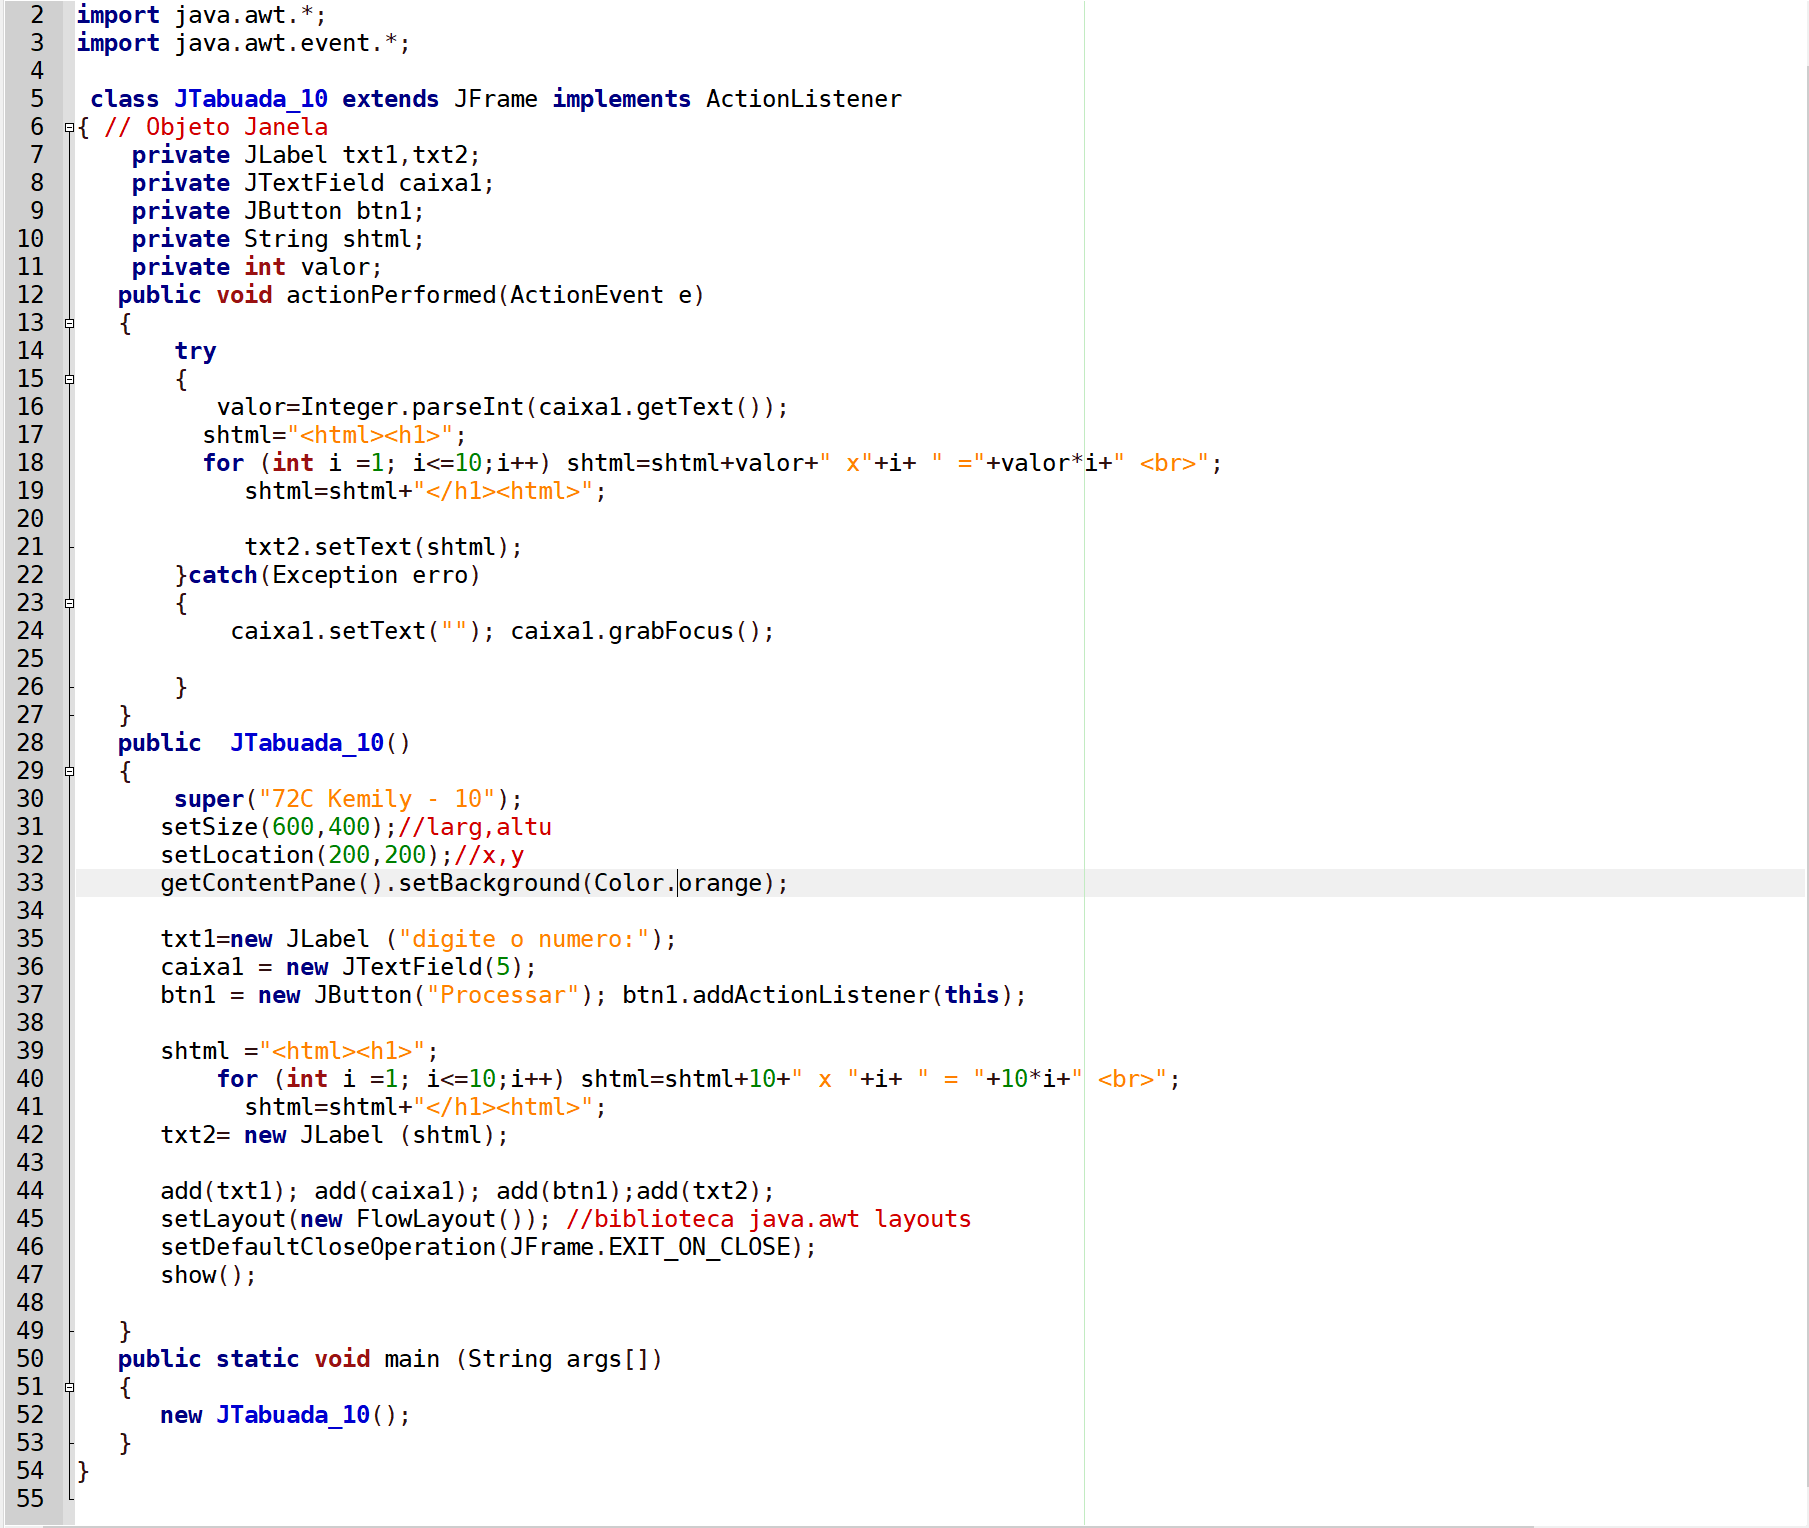 2 import java.awt.*;
3 import java.awt.event.*;
4
5  class JTabuada_10 extends JFrame implements ActionListener
6 { // Objeto Janela
7     private JLabel txt1,txt2;
8     private JTextField caixa1;
9     private JButton btn1;
10     private String shtml;
11     private int valor;
12    public void actionPerformed(ActionEvent e)
13    {
14        try
15        {
16           valor=Integer.parseInt(caixa1.getText());
17          shtml="<html><h1>";
18          for (int i =1; i<=10;i++) shtml=shtml+valor+" x"+i+ " ="+valor*i+" <br>";
19             shtml=shtml+"</h1><html>";
20
21             txt2.setText(shtml);
22        }catch(Exception erro)
23        {
24            caixa1.setText(""); caixa1.grabFocus();
25
26        }
27    }
28    public  JTabuada_10()
29    {
30        super("72C Kemily - 10");
31       setSize(600,400);//larg,altu
32       setLocation(200,200);//x,y
33       getContentPane().setBackground(Color.orange);
34
35       txt1=new JLabel ("digite o numero:");
36       caixa1 = new JTextField(5);
37       btn1 = new JButton("Processar"); btn1.addActionListener(this);
38
39       shtml ="<html><h1>";
40           for (int i =1; i<=10;i++) shtml=shtml+10+" x "+i+ " = "+10*i+" <br>";
41             shtml=shtml+"</h1><html>";
42       txt2= new JLabel (shtml);
43
44       add(txt1); add(caixa1); add(btn1);add(txt2);
45       setLayout(new FlowLayout()); //biblioteca java.awt layouts
46       setDefaultCloseOperation(JFrame.EXIT_ON_CLOSE);
47       show();
48
49    }
50    public static void main (String args[])
51    {
52       new JTabuada_10();
53    }
54 }
55